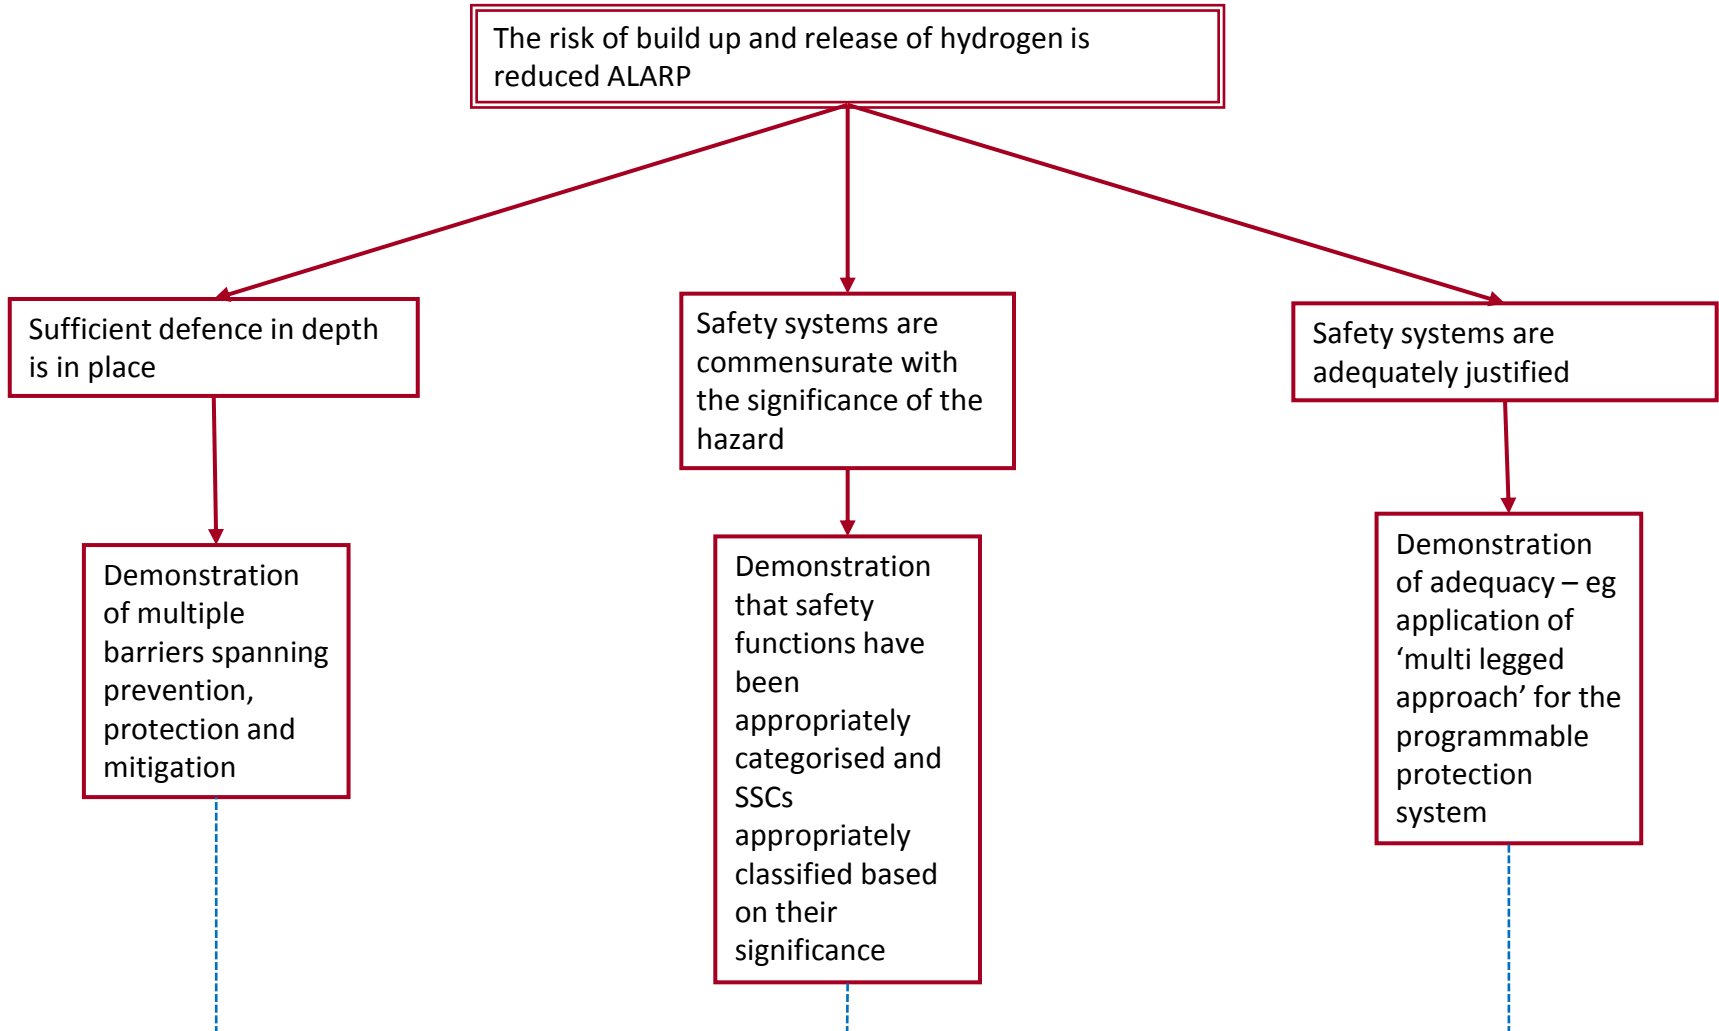 The risk of build up and release of hydrogen is
reduced ALARP
Sufficient defence in depth
is in place
Safety systems are
commensurate with
the significance of the
hazard
Safety systems are
adequately justified
Demonstration
of multiple
barriers spanning
prevention,
protection and
mitigation
Demonstration
that safety
functions have
been
appropriately
categorised and
SSCs
appropriately
classified based
on their
significance
Demonstration
of adequacy – eg
application of
‘multi legged
approach’ for the
programmable
protection
system